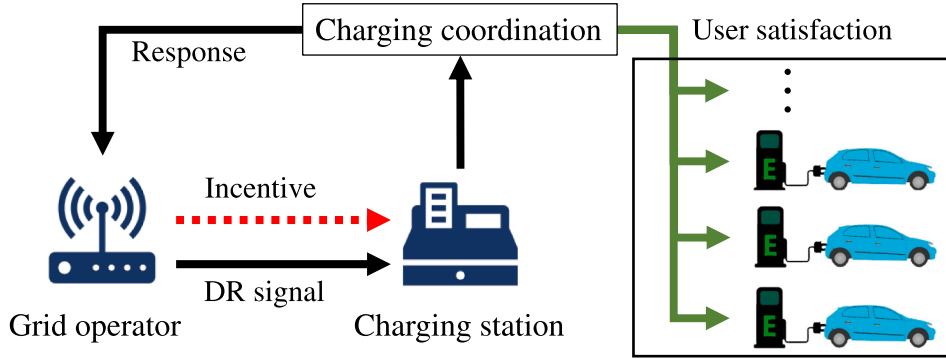 Charging coordination
User satisfaction
Response
Incentive
DR signal
Grid operator
Charging station
E
E
E